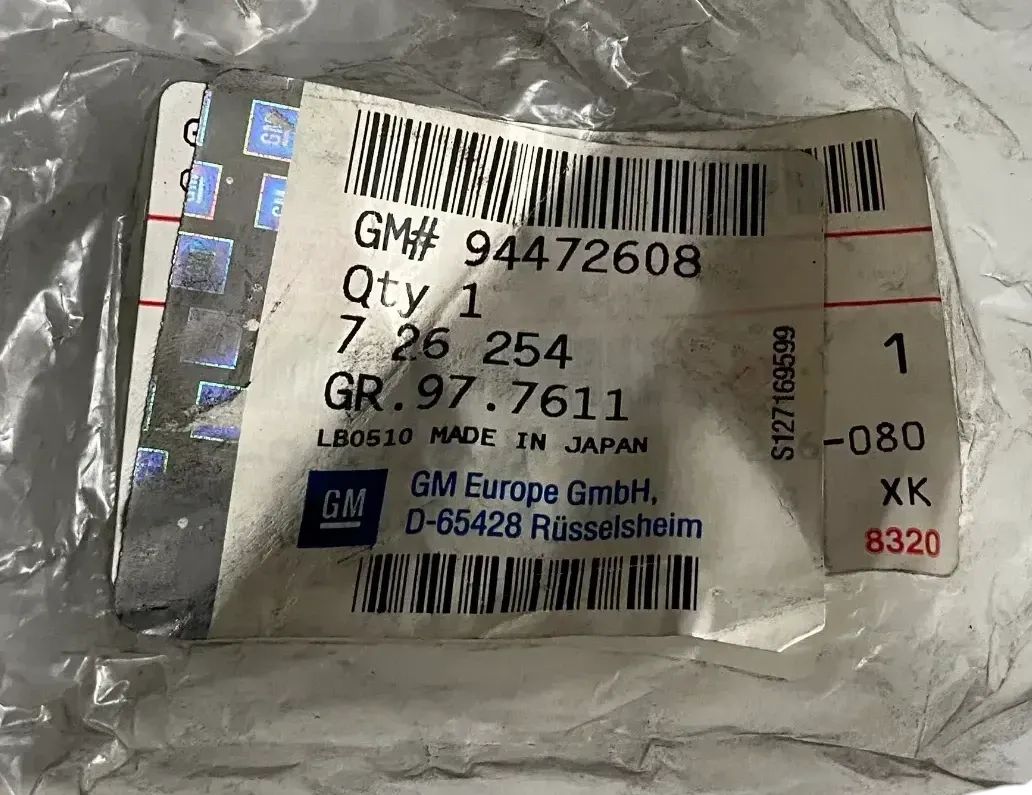 GM# 94472608
Qty 1
7 26 254
GR.97.7611
LB0510 MADE IN JAPAN
GM
GM Europe GmbH,
D-65428 Rüsselsheim
S127169599
1
-080
XK
8320